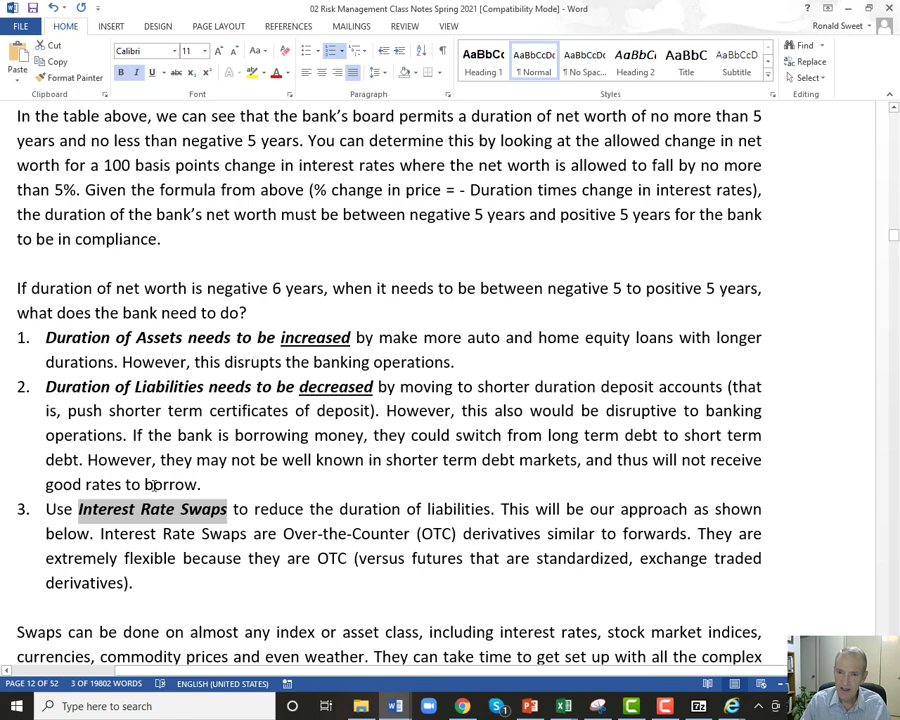 02 Risk Management Class Notes Spring 2021 [Compatibility Mode] - Word
FILE HOME INSERT DESIGN PAGE LAYOUT REFERENCES MAILINGS REVIEW VIEW Ronald Sweet
Paste
Cut
Copy
Format Painter
Clipboard
Calibri 11
Font
Paragraph
AaBbCc AaBbCcDc AaBbCcDc AaBbC AaBbC AaBbCcD
Heading 1 ¶ Normal ¶ No Spac... Heading 2 Title Subtitle
Styles
Find
Replace
Select
Editing
In the table above, we can see that the bank's board permits a duration of net worth of no more than 5
years and no less than negative 5 years. You can determine this by looking at the allowed change in net
worth for a 100 basis points change in interest rates where the net worth is allowed to fall by no more
than 5%. Given the formula from above (% change in price = - Duration times change in interest rates),
the duration of the bank's net worth must be between negative 5 years and positive 5 years for the bank
to be in compliance.
If duration of net worth is negative 6 years, when it needs to be between negative 5 to positive 5 years,
what does the bank need to do?
1. Duration of Assets needs to be increased by make more auto and home equity loans with longer
durations. However, this disrupts the banking operations.
2. Duration of Liabilities needs to be decreased by moving to shorter duration deposit accounts (that
is, push shorter term certificates of deposit). However, this also would be disruptive to banking
operations. If the bank is borrowing money, they could switch from long term debt to short term
debt. However, they may not be well known in shorter term debt markets, and thus will not receive
good rates to borrow.
3. Use Interest Rate Swaps to reduce the duration of liabilities. This will be our approach as shown
below. Interest Rate Swaps are Over-the-Counter (OTC) derivatives similar to forwards. They are
extremely flexible because they are OTC (versus futures that are standardized, exchange traded
derivatives).
Swaps can be done on almost any index or asset class, including interest rates, stock market indices,
currencies, commodity prices and even weather. They can take time to get set up with all the complex
PAGE 12 OF 52 3 OF 19802 WORDS ENGLISH (UNITED STATES)
Type here to search